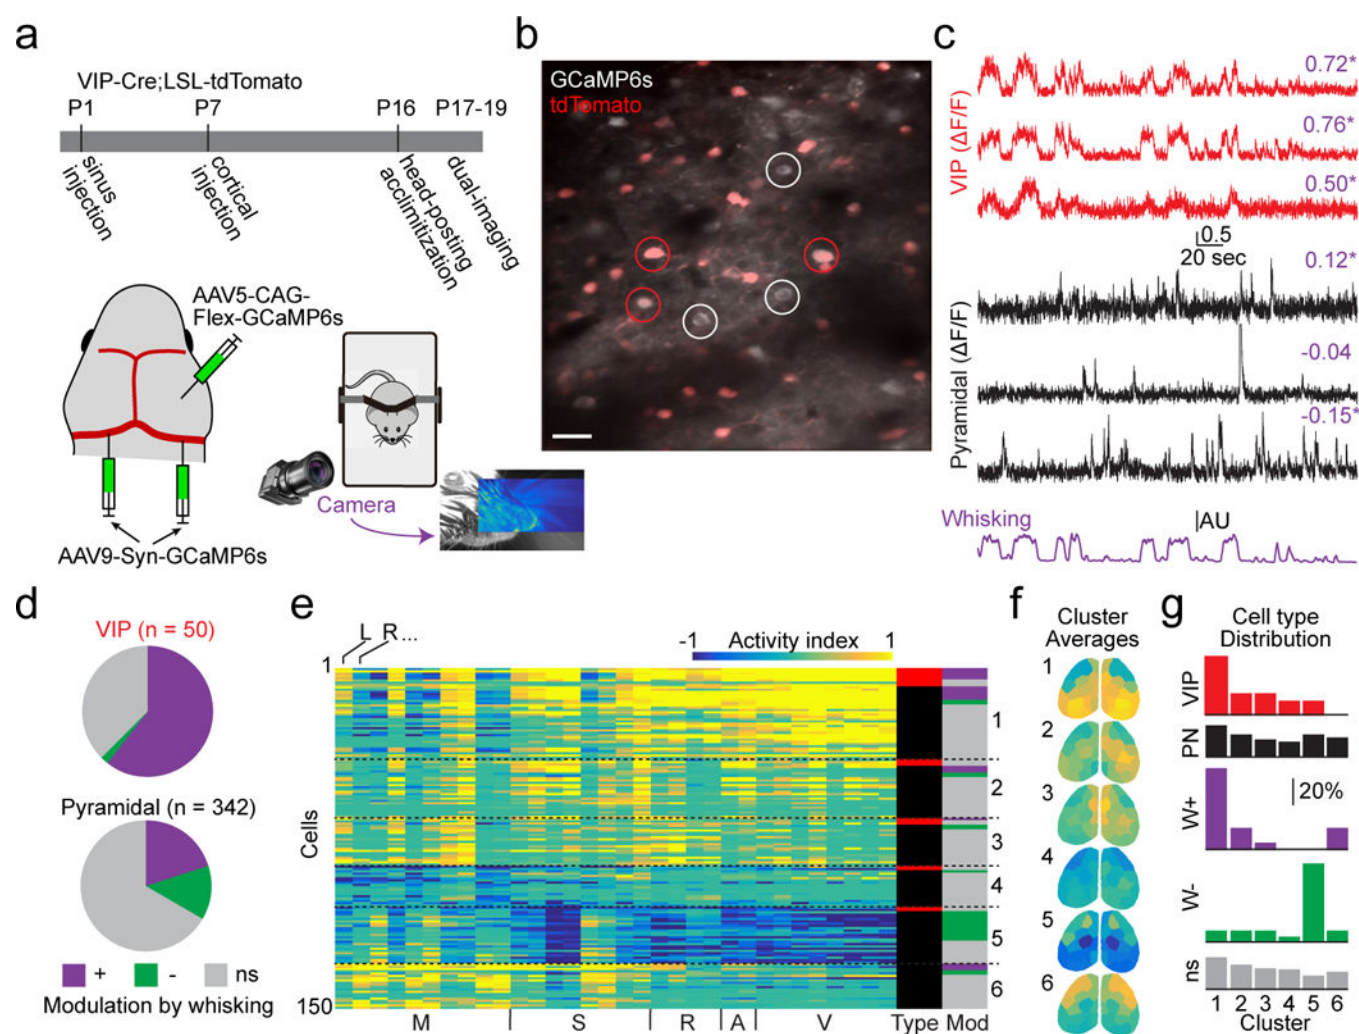 a
VIP-Cre;LSL-tdTomato
P1
P7
P16
P17-19
sinus
injection
cortical
injection
head-posting
acclimitization
dual-imaging
AAV5-CAG-
Flex-GCaMP6s
Camera
AAV9-Syn-GCaMP6s
b
GCaMP6s
tdTomato
c
VIP (ΔF/F)
0.72*
0.76*
0.50*
0.5
20 sec
Pyramidal (ΔF/F)
0.12*
-0.04
-0.15*
Whisking
AU
d
VIP (n = 50)
Pyramidal (n = 342)
+ - ns
Modulation by whisking
e
L R...
-1 Activity index 1
Cells
1
150
1
2
3
4
5
6
M S R A V Type Mod
f
Cluster
Averages
1
2
3
4
5
6
g
Cell type
Distribution
VIP
PN
W+
20%
W-
ns
1 2 3 4 5 6
Cluster